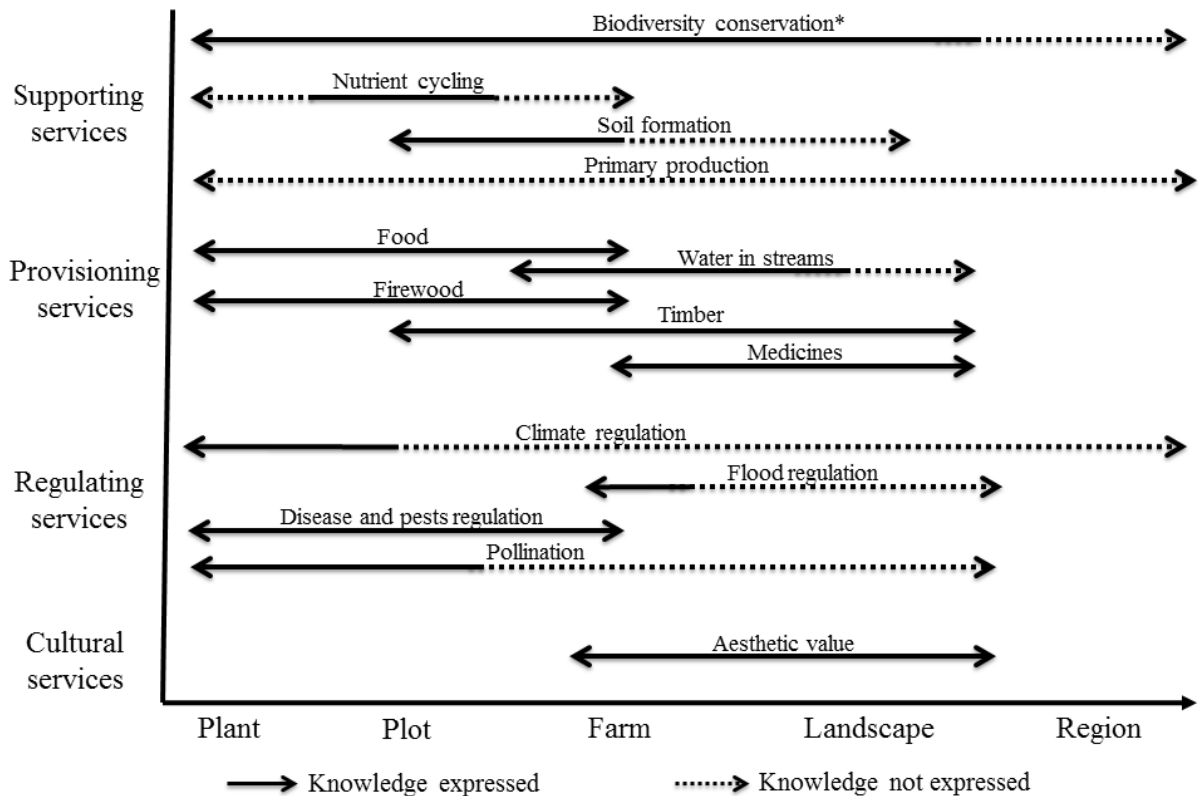 Biodiversity conservation*
Supporting
services
Nutrient cycling
Soil formation
Primary production
Provisioning
services
Food
Water in streams
Firewood
Timber
Medicines
Regulating
services
Climate regulation
Flood regulation
Disease and pests regulation
Pollination
Cultural
services
Aesthetic value
Plant Plot Farm Landscape Region
Knowledge expressed Knowledge not expressed